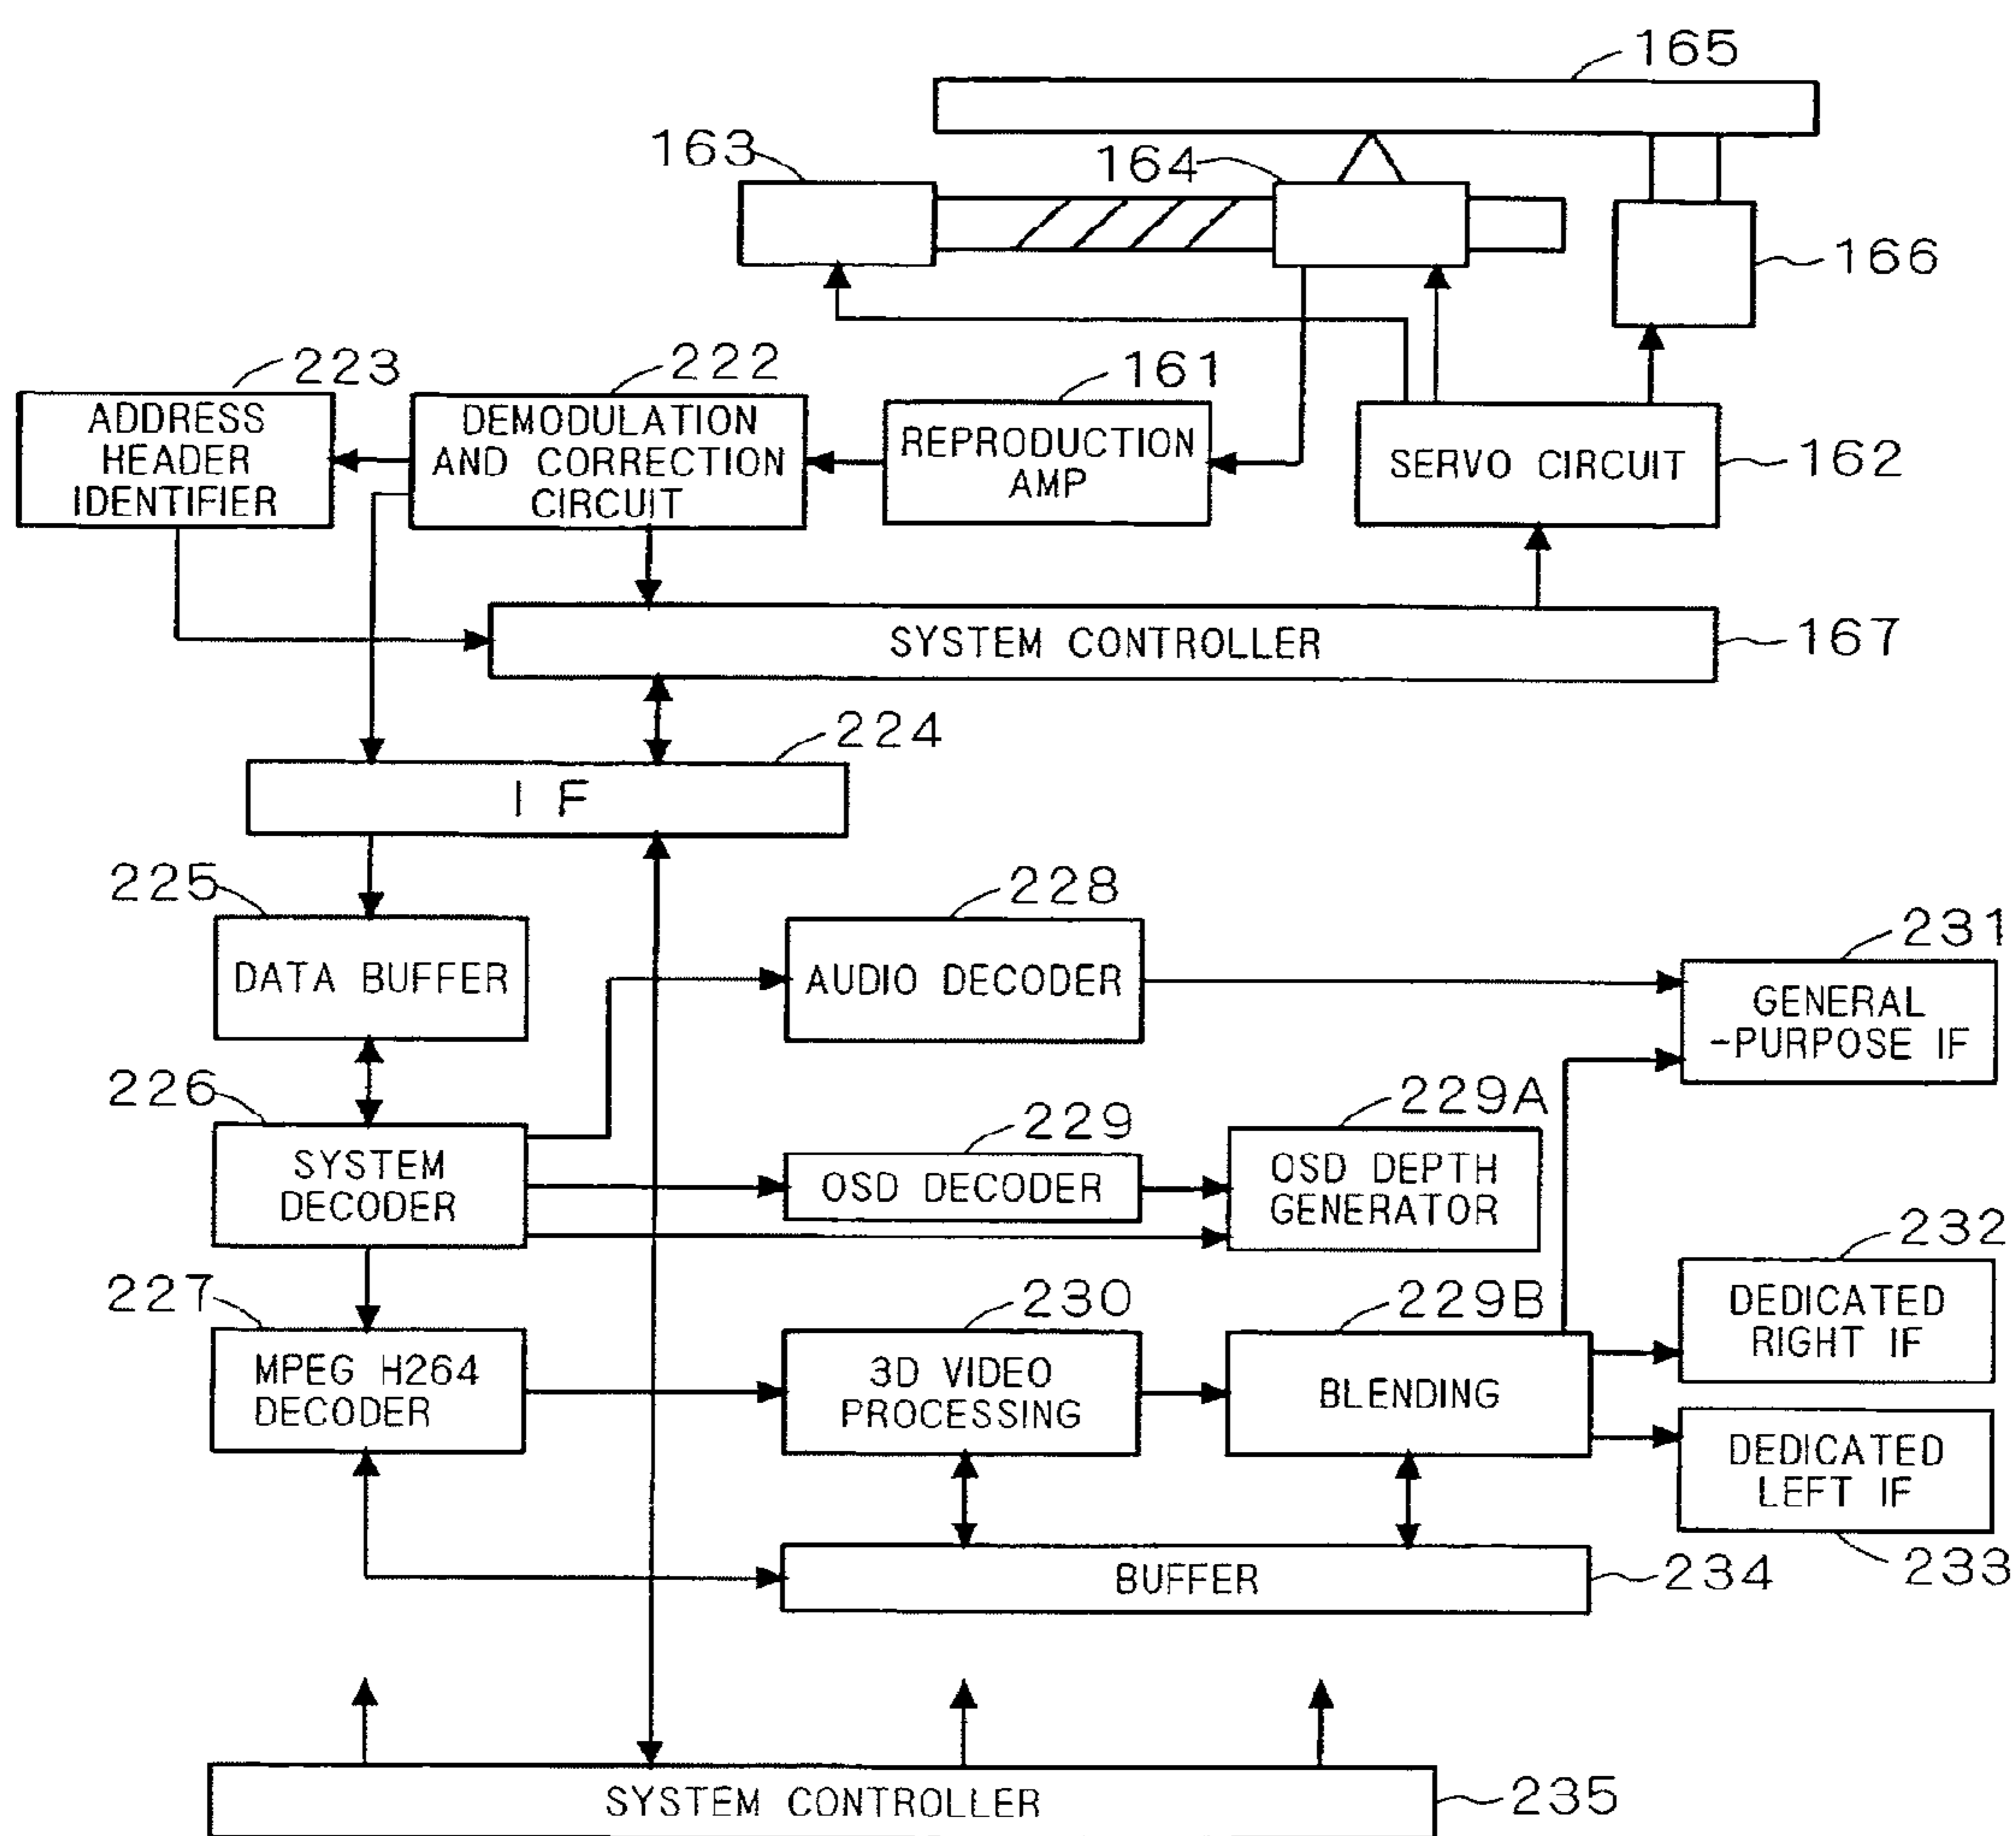 165
163
164
166
223
222
161
ADDRESS
HEADER
IDENTIFIER
DEMODULATION
AND CORRECTION
CIRCUIT
REPRODUCTION
AMP
SERVO CIRCUIT
162
SYSTEM CONTROLLER
167
224
IF
225
228
231
DATA BUFFER
AUDIO DECODER
GENERAL
-PURPOSE IF
226
229
229A
SYSTEM
DECODER
OSD DECODER
OSD DEPTH
GENERATOR
232
227
230
229B
DEDICATED
RIGHT IF
MPEG H264
DECODER
3D VIDEO
PROCESSING
BLENDING
DEDICATED
LEFT IF
233
BUFFER
234
SYSTEM CONTROLLER
235